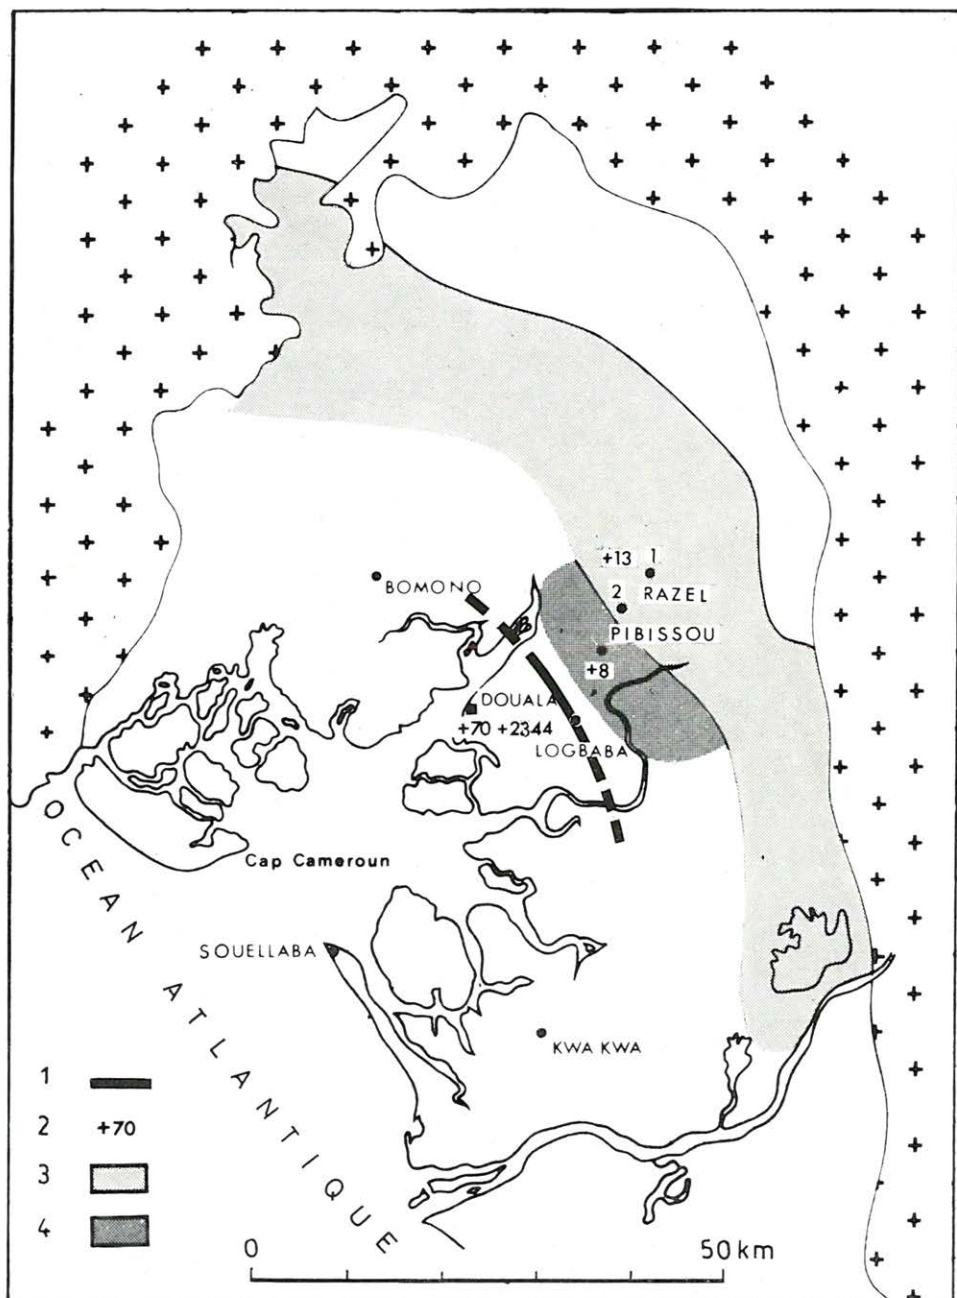 +13 1
2 RAZEL
BOMONO
PIBISSOU
+8
DOUALA
+70 +2344
LOGBABA
Cap Cameroun
OCEAN ATLANTIQUE
SOUELLABA
KWA KWA
1
2 +70
3
4
0 50 km